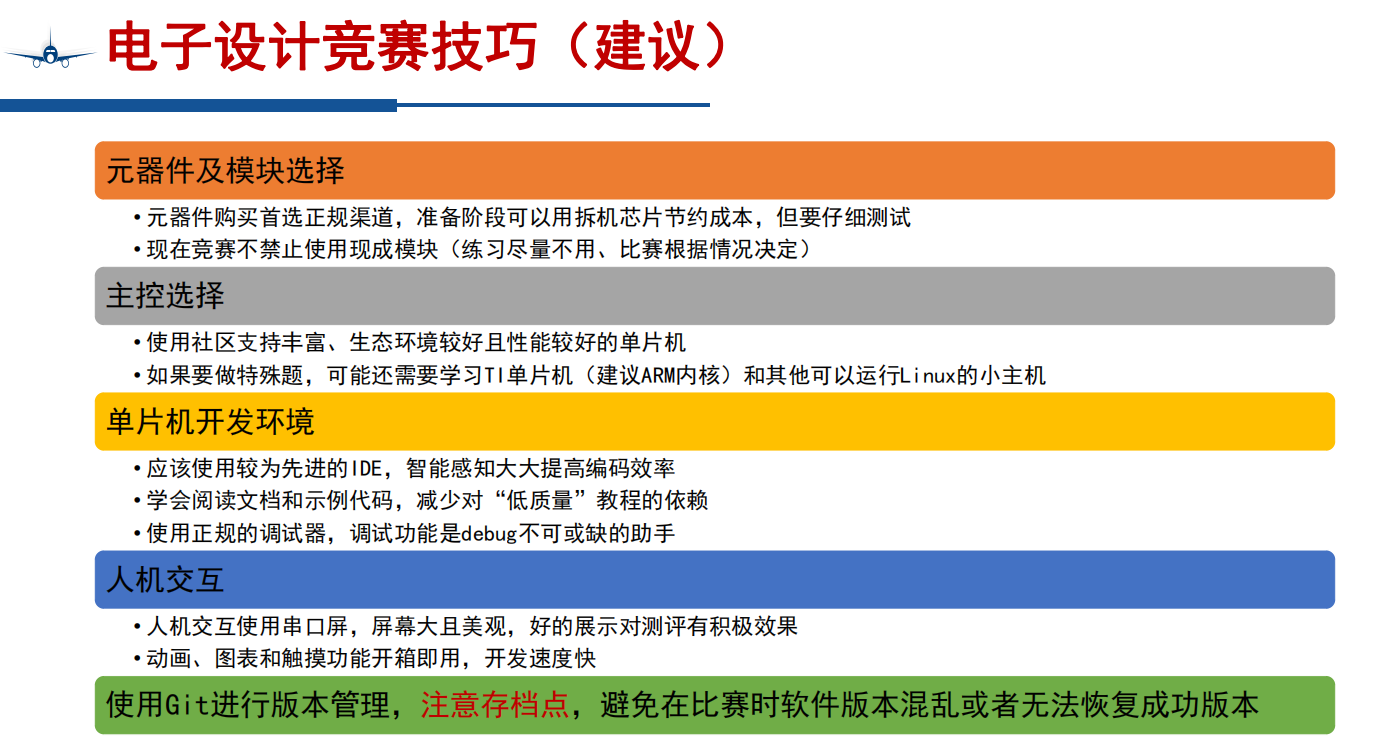 电子设计竞赛技巧（建议）
元器件及模块选择
•元器件购买首选正规渠道，准备阶段可以用拆机芯片节约成本，但要仔细测试
•现在竞赛不禁止使用现成模块（练习尽量不用、比赛根据情况决定）
主控选择
•使用社区支持丰富、生态环境较好且性能较好的单片机
•如果要做特殊题，可能还需要学习TI单片机（建议ARM内核）和其他可以运行Linux的小主机
单片机开发环境
•应该使用较为先进的IDE，智能感知大大提高编码效率
•学会阅读文档和示例代码，减少对“低质量”教程的依赖
•使用正规的调试器，调试功能是debug不可或缺的助手
人机交互
•人机交互使用串口屏，屏幕大且美观，好的展示对测评有积极效果
•动画、图表和触摸功能开箱即用，开发速度快
使用Git进行版本管理，注意存档点，避免在比赛时软件版本混乱或者无法恢复成功版本